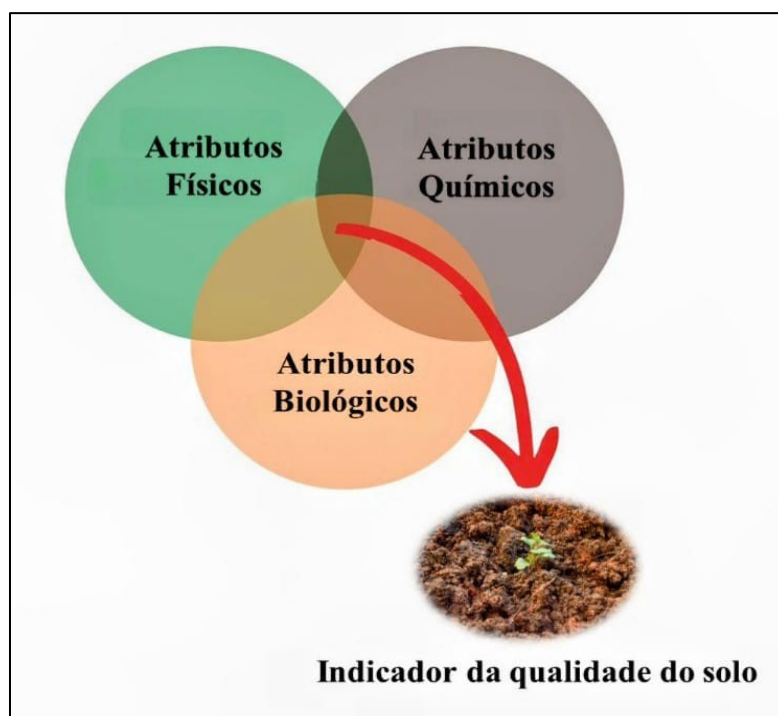 Atributos
Físicos
Atributos
Químicos
Atributos
Biológicos
Indicador da qualidade do solo